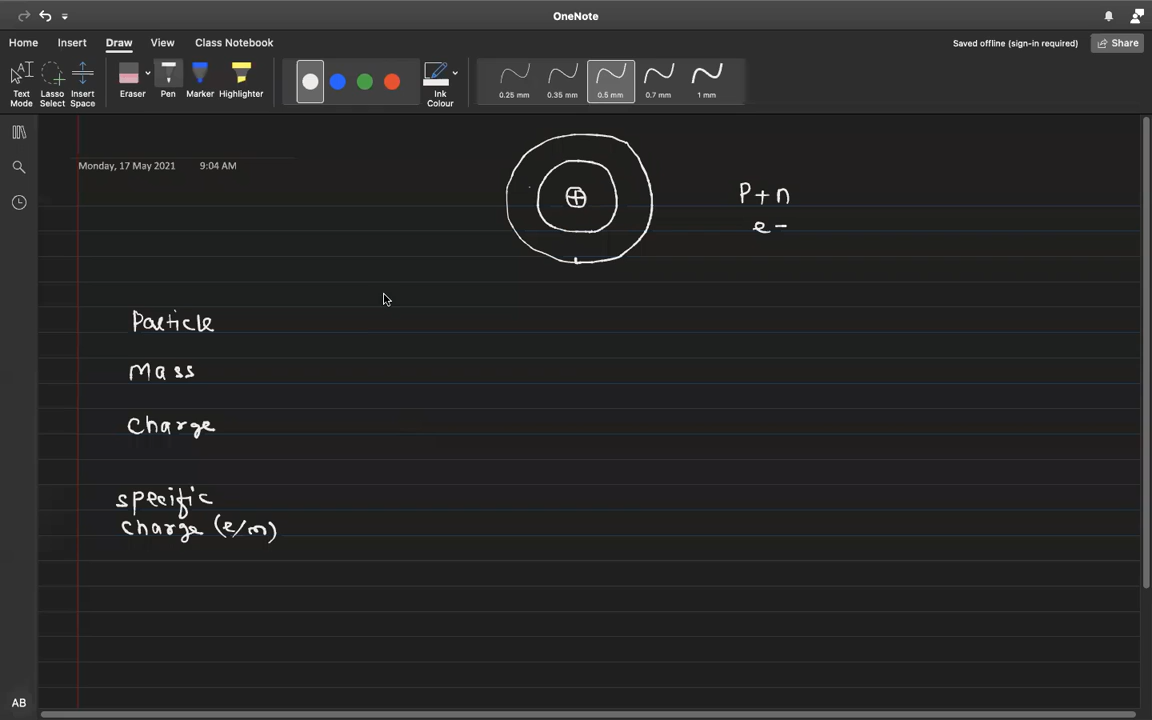 OneNote
Home Insert Draw View Class Notebook
Saved offline (sign-in required) Share
Text Mode
Lasso Select
Insert Space
Eraser
Pen
Marker
Highlighter
Ink Colour
0.25 mm 0.35 mm 0.5 mm 0.7 mm 1 mm
Monday, 17 May 2021 9:04 AM
P+n
e-
Particle
Mass
charge
specific
charge (e/m)
AB